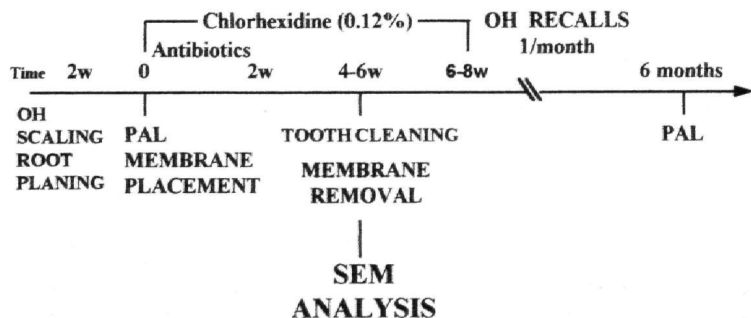 Chlorhexidine (0.12%) OH RECALLS
Antibiotics 1/month
Time 2w 0 2w 4-6w 6-8w 6 months
OH
SCALING PAL TOOTH CLEANING PAL
ROOT MEMBRANE MEMBRANE
PLANING PLACEMENT REMOVAL
SEM
ANALYSIS